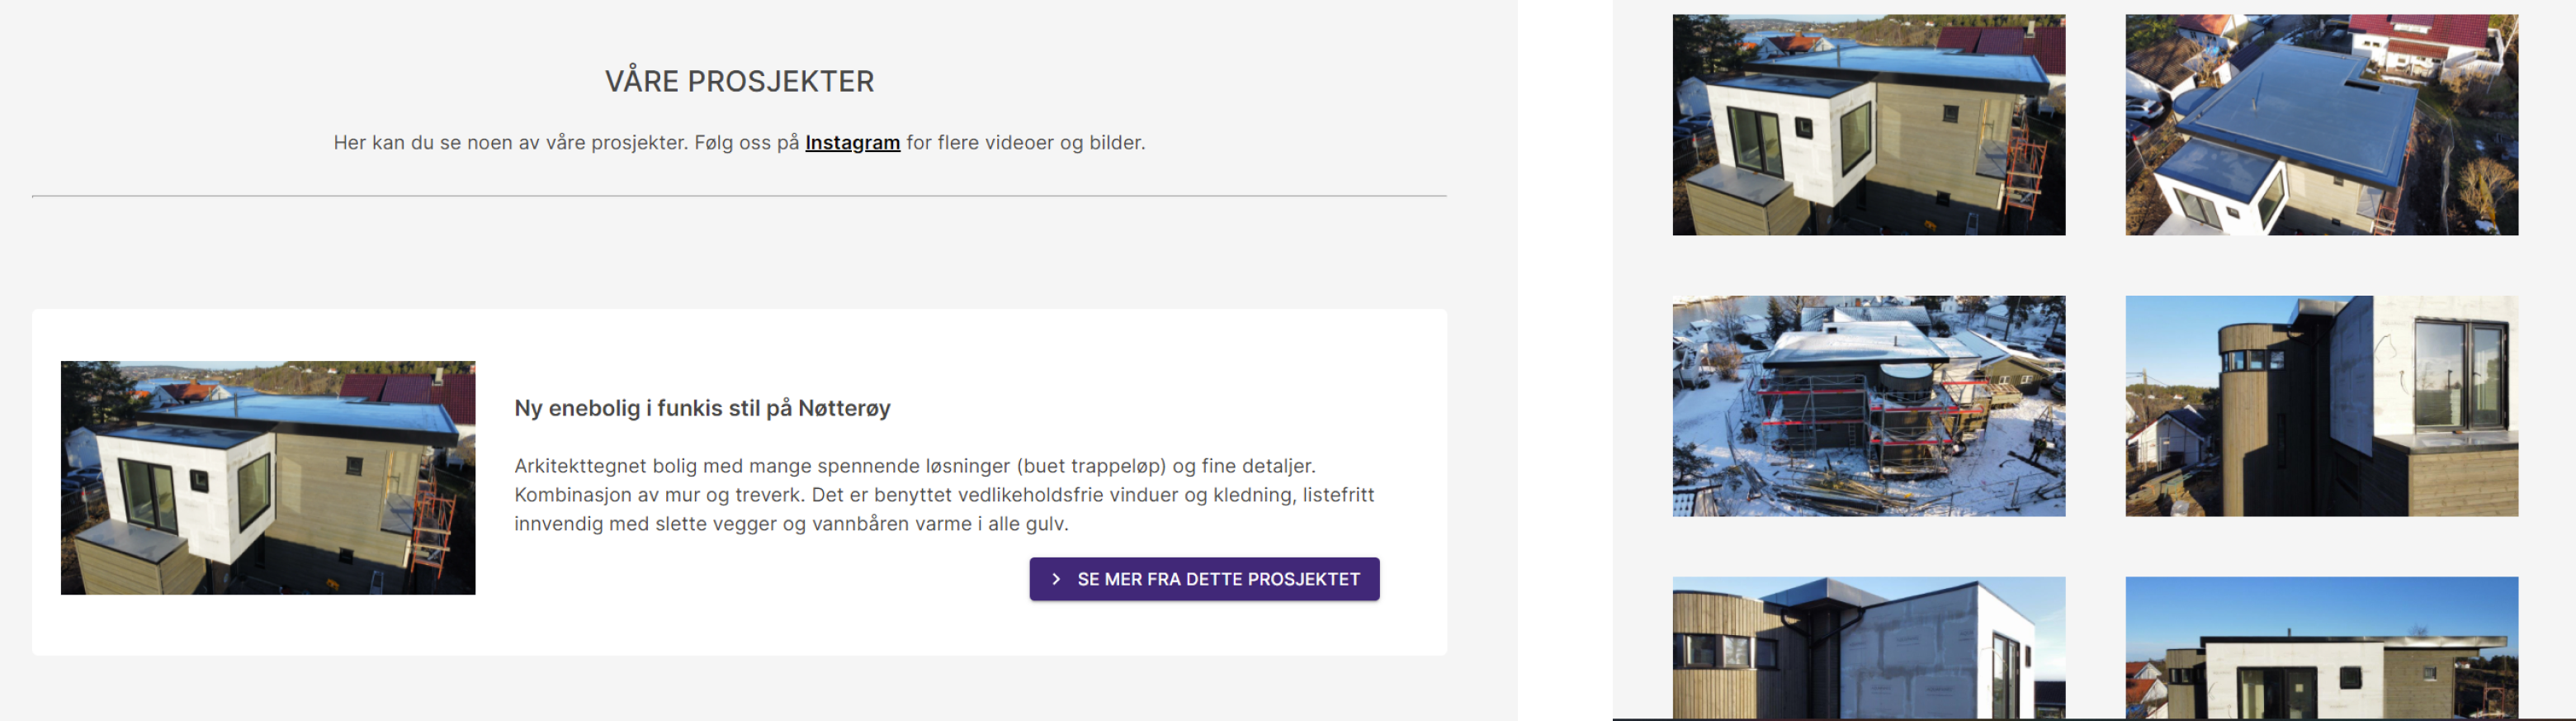 VÅRE PROSJEKTER
Her kan du se noen av våre prosjekter. Følg oss på Instagram for flere videoer og bilder.
Ny enebolig i funkis stil på Nøtterøy
Arkitekttegnet bolig med mange spennende løsninger (buet trappeløp) og fine detaljer.
Kombinasjon av mur og treverk. Det er benyttet vedlikeholdsfrie vinduer og kledning, listefritt
innvendig med slette vegger og vannbåren varme i alle gulv.
SE MER FRA DETTE PROSJEKTET